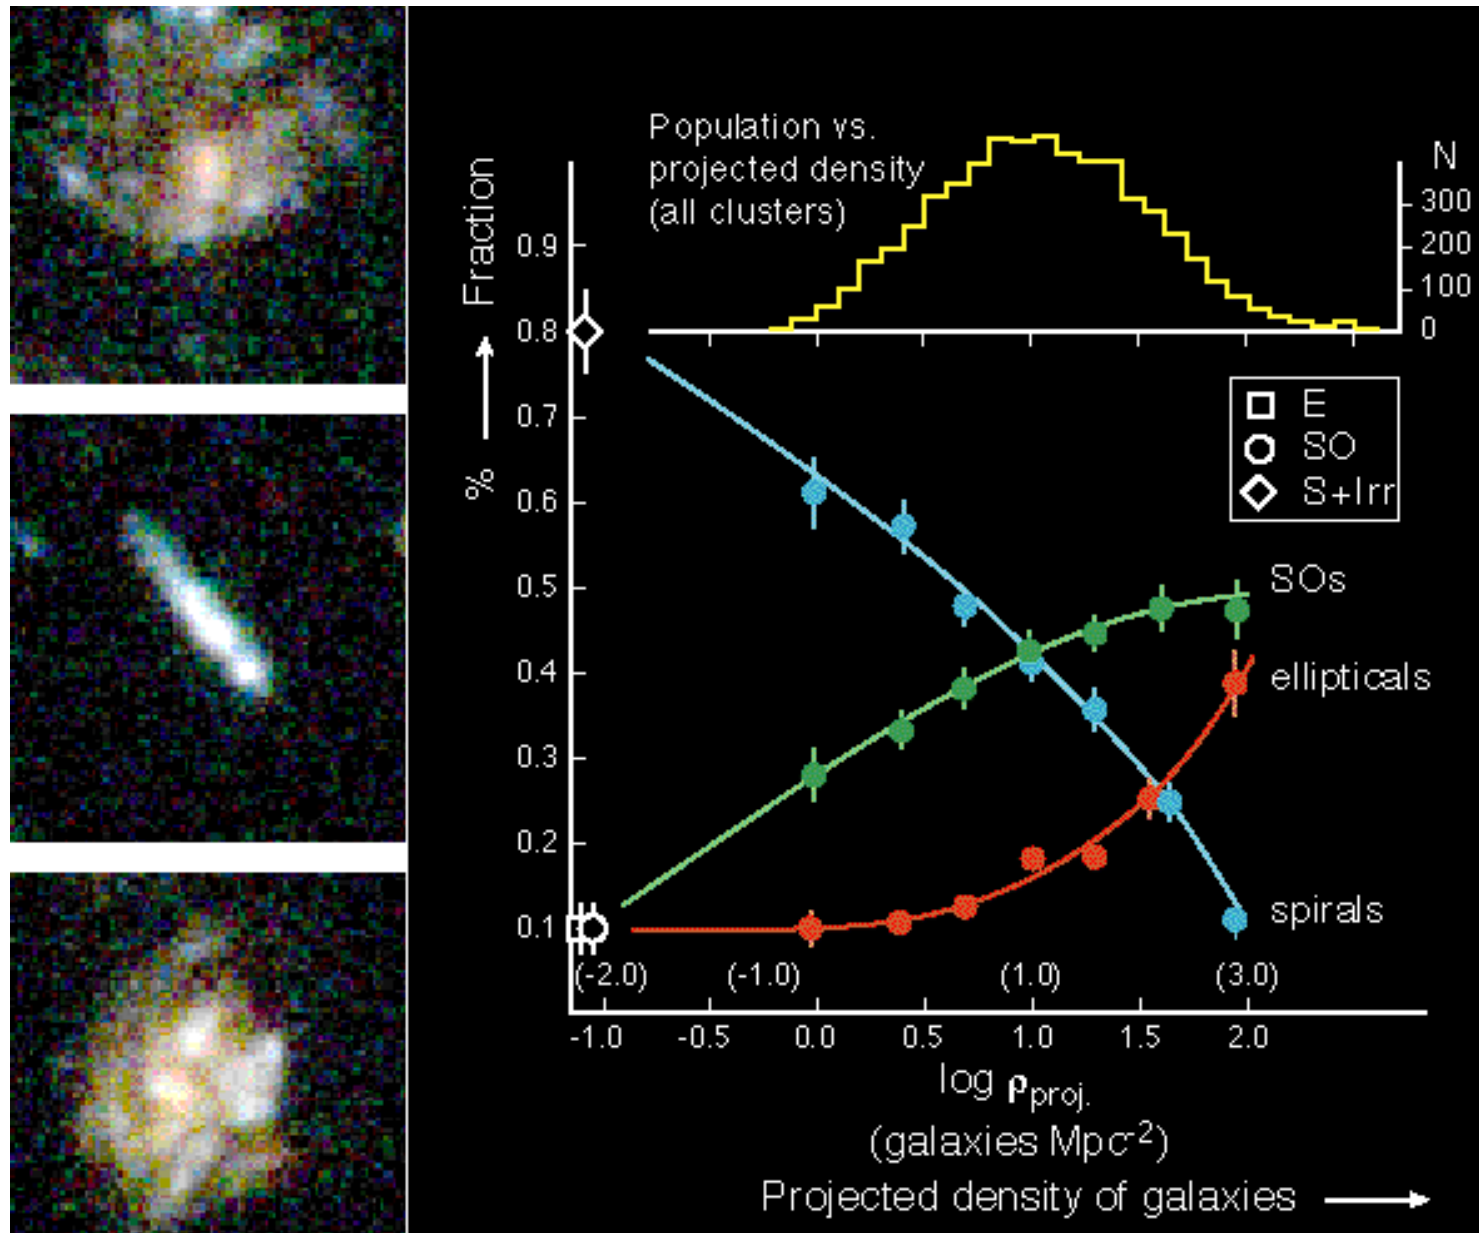 Population vs.
projected density
(all clusters)
N
300
200
100
0
% Fraction
0.9
0.8
0.7
0.6
0.5
0.4
0.3
0.2
0.1
E
SO
S+Irr
SOs
ellipticals
spirals
(-2.0) (-1.0) (1.0) (3.0)
-1.0 -0.5 0.0 0.5 1.0 1.5 2.0
log ρproj.
(galaxies Mpc-2)
Projected density of galaxies